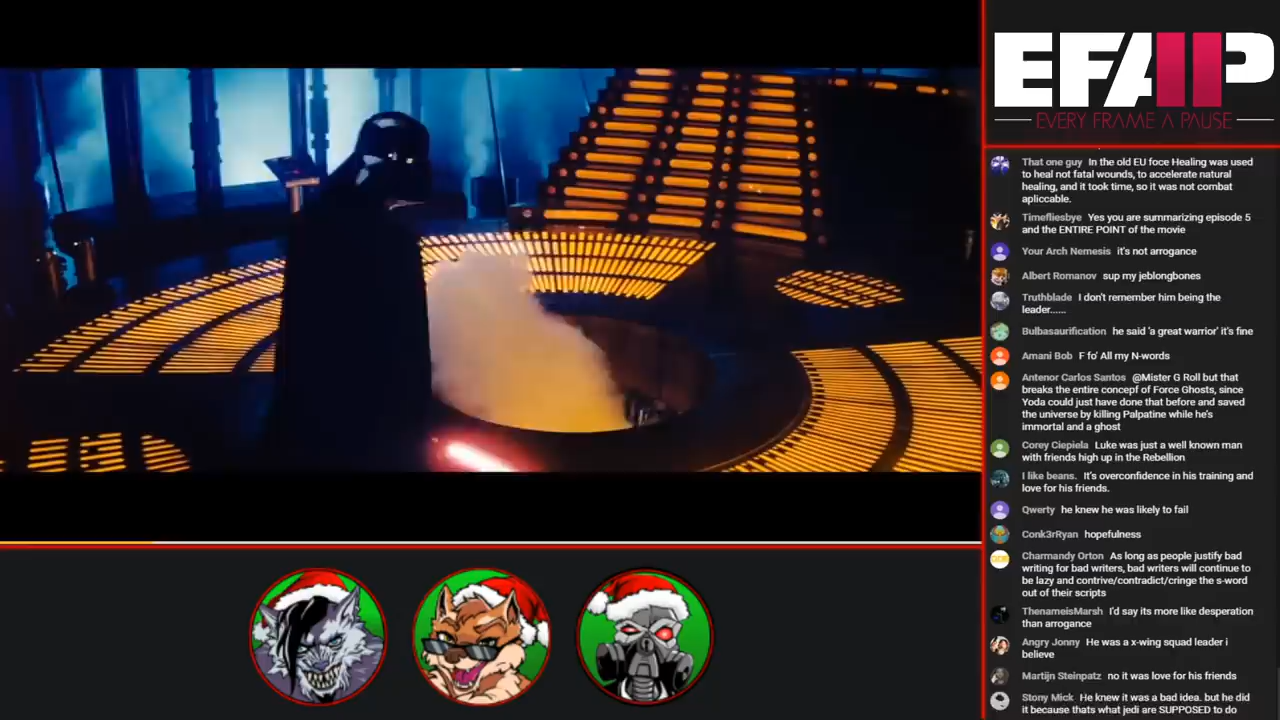 EFAP
EVERY FRAME A PAUSE
That one guy In the old EU foce Healing was used
to heal not fatal wounds, to accelerate natural
healing, and it took time, so it was not combat
apliccable.
Timefliesbye Yes you are summarizing episode 5
and the ENTIRE POINT of the movie
Your Arch Nemesis it's not arrogance
Albert Romanov sup my jeblongbones
Truthblade I don't remember him being the
leader......
Bulbasaurification he said 'a great warrior' it's fine
Amani Bob F fo' All my N-words
Antenor Carlos Santos @Mister G Roll but that
breaks the entire concepf of Force Ghosts, since
Yoda could just have done that before and saved
the universe by killing Palpatine while he's
immortal and a ghost
Corey Ciepiela Luke was just a well known man
with friends high up in the Rebellion
I like beans. It's overconfidence in his training and
love for his friends.
Qwerty he knew he was likely to fail
Conk3rRyan hopefulness
Charmandy Orton As long as people justify bad
writing for bad writers, bad writers will continue to
be lazy and contrive/contradict/cringe the s-word
out of their scripts
ThenameisMarsh I'd say its more like desperation
than arrogance
Angry Jonny He was a x-wing squad leader i
believe
Martijn Steinpatz no it was love for his friends
Stony Mick He knew it was a bad idea. but he did
it because thats what jedi are SUPPOSED to do